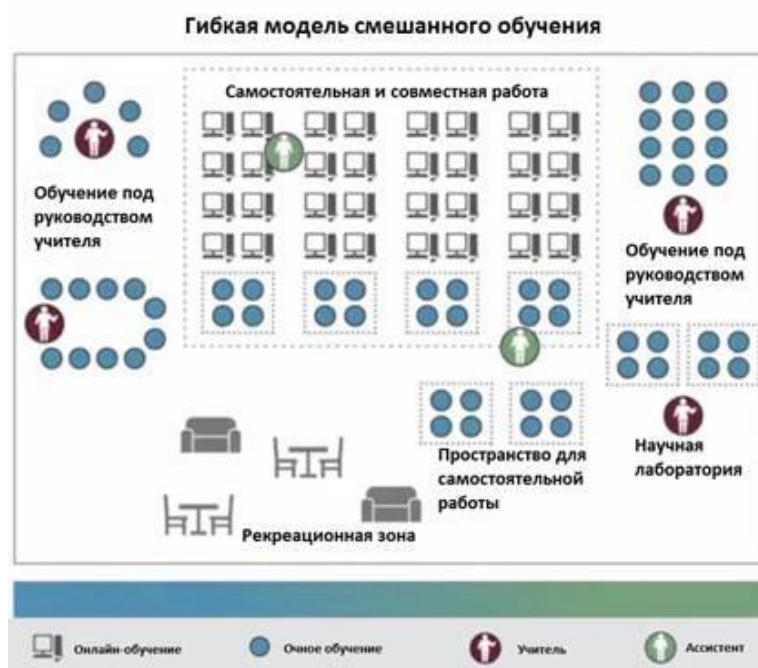 Гибкая модель смешанного обучения
Самостоятельная и совместная работа
Обучение под
руководством
учителя
Обучение под
руководством
учителя
Пространство для
самостоятельной
работы
Научная
лаборатория
Рекреационная зона
Онлайн-обучение
Очное обучение
Учитель
Ассистент